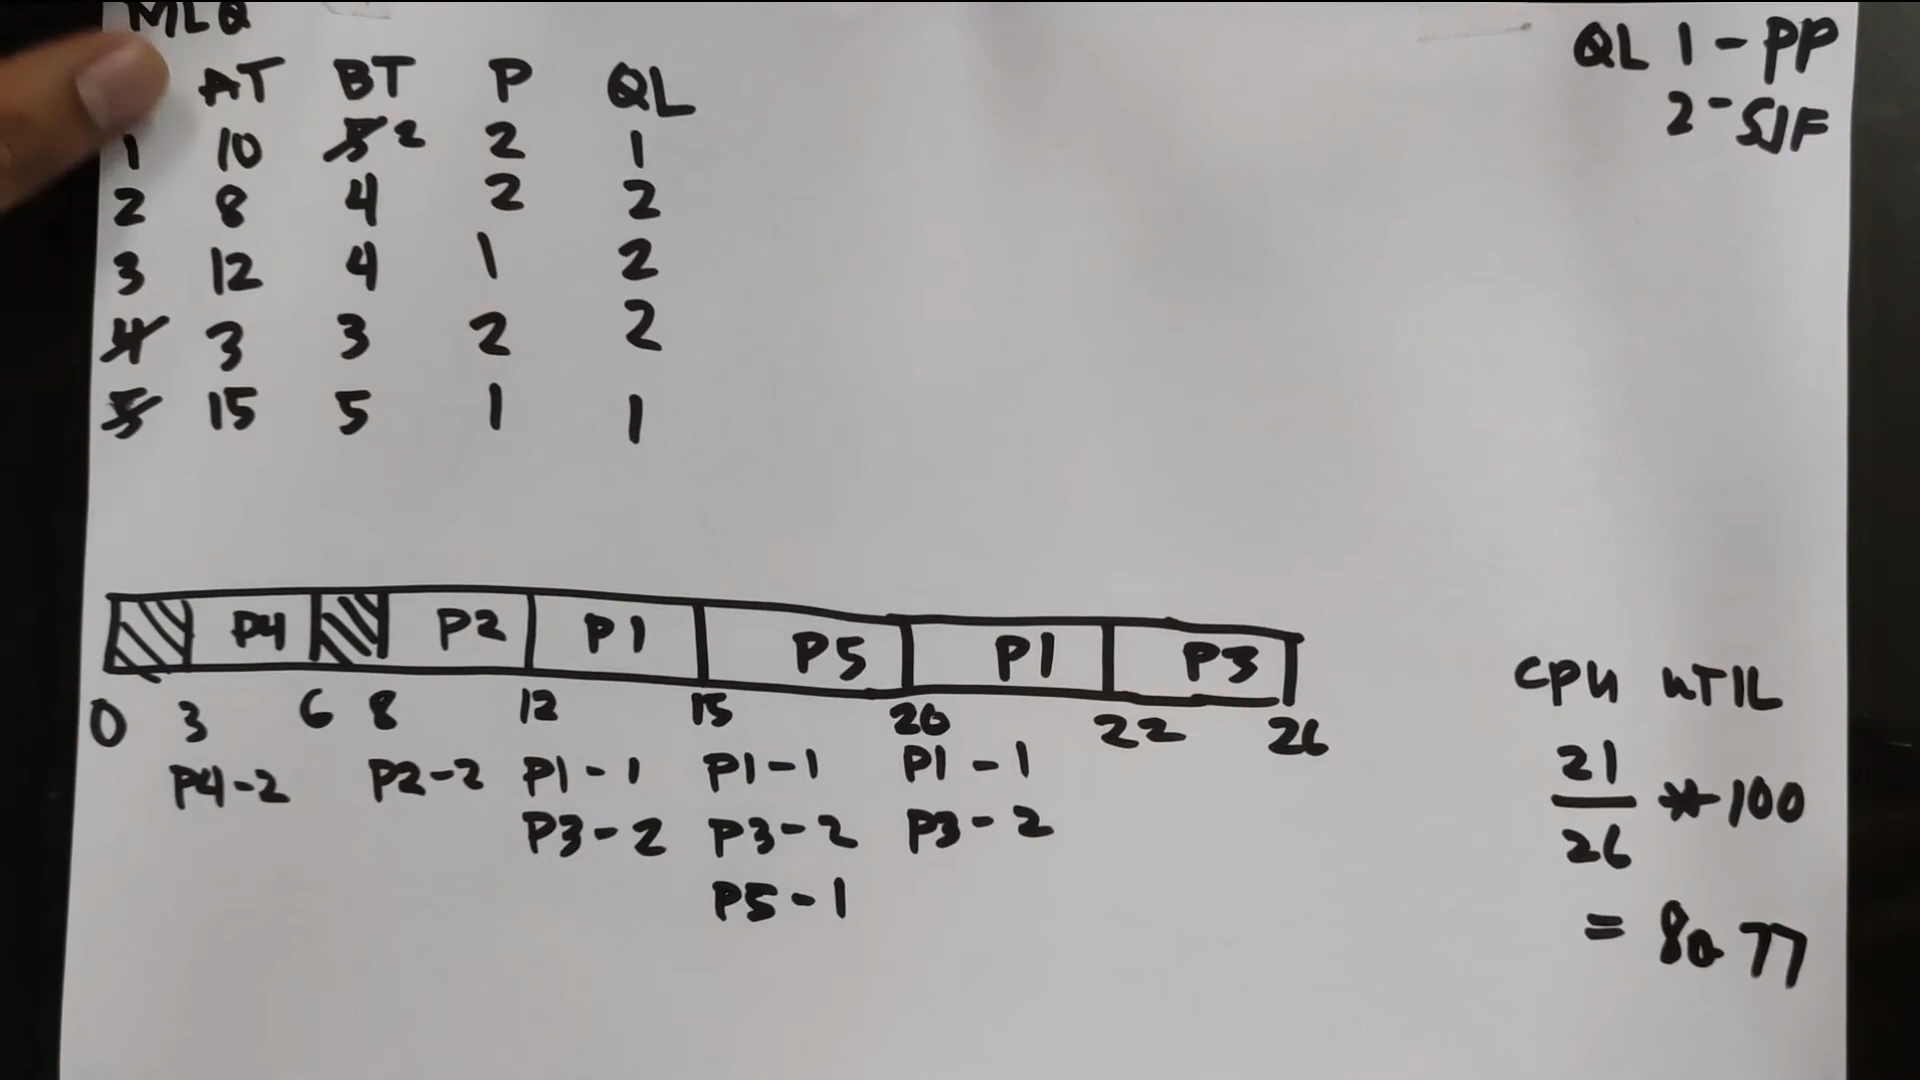 MLQ
AT BT P QL
1 10 5 2 2 1
2 8 4 2 2
3 12 4 1 2
4 3 3 2 2
5 15 5 1 1
QL 1 - PP
2 - SJF
P4 P2 P1 P5 P1 P3
0 3 6 8 12 15 20 22 26
P4-2 P2-2 P1-1 P1-1 P1-1
P3-2 P3-2 P3-2
P5-1
CPU UTIL
21
26
* 100
= 80.77